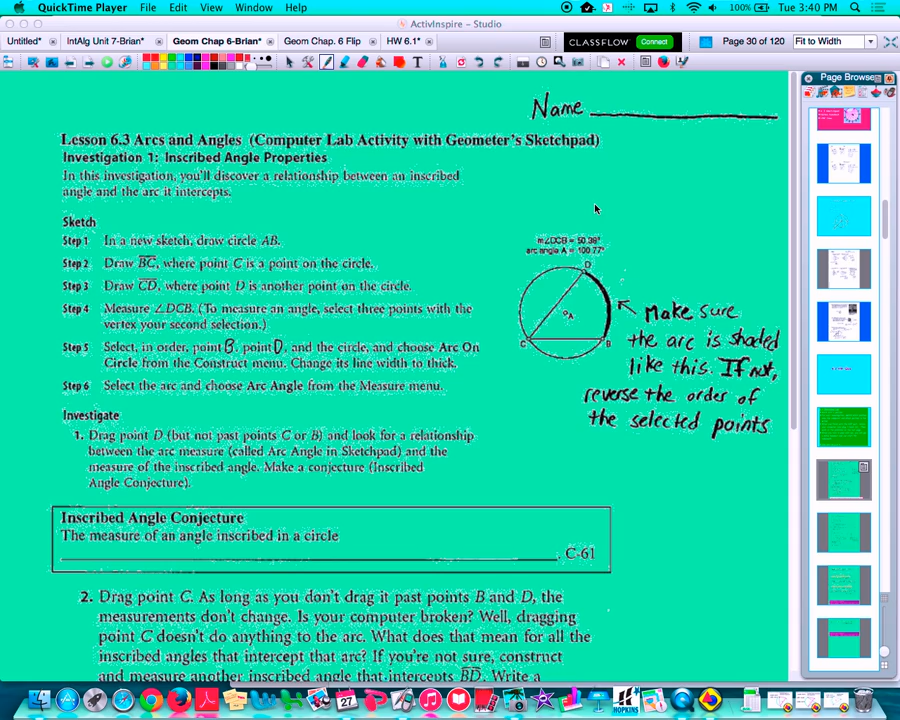 QuickTime Player File Edit View Window Help 100% Tue 3:40 PM
ActivInspire – Studio
Untitled* IntAlg Unit 7-Brian* Geom Chap 6-Brian* Geom Chap. 6 Flip HW 6.1* CLASSFLOW Connect Page 30 of 120 Fit to Width
Page Browse
Name
Lesson 6.3 Arcs and Angles (Computer Lab Activity with Geometer's Sketchpad)
Investigation 1: Inscribed Angle Properties
In this investigation, you'll discover a relationship between an inscribed
angle and the arc it intercepts.
Sketch
Step 1 In a new sketch, draw circle AB.
Step 2 Draw BC, where point C is a point on the circle.
Step 3 Draw CD, where point D is another point on the circle.
Step 4 Measure ∠DCB. (To measure an angle, select three points with the
vertex your second selection.)
Step 5 Select, in order, point B, point D, and the circle, and choose Arc On
Circle from the Construct menu. Change its line width to thick.
Step 6 Select the arc and choose Arc Angle from the Measure menu.
m∠DCB = 50.39°
arc angle A = 100.77°
D
A
C
B
Make sure
the arc is shaded
like this. If not,
reverse the order of
the selected points
Investigate
1. Drag point D (but not past points C or B) and look for a relationship
between the arc measure (called Arc Angle in Sketchpad) and the
measure of the inscribed angle. Make a conjecture (Inscribed
Angle Conjecture).
Inscribed Angle Conjecture
The measure of an angle inscribed in a circle
C-61
2. Drag point C. As long as you don't drag it past points B and D, the
measurements don't change. Is your computer broken? Well, dragging
point C doesn't do anything to the arc. What does that mean for all the
inscribed angles that intercept that arc? If you're not sure, construct
and measure another inscribed angle that intercepts BD. Write a
27
HOPKINS